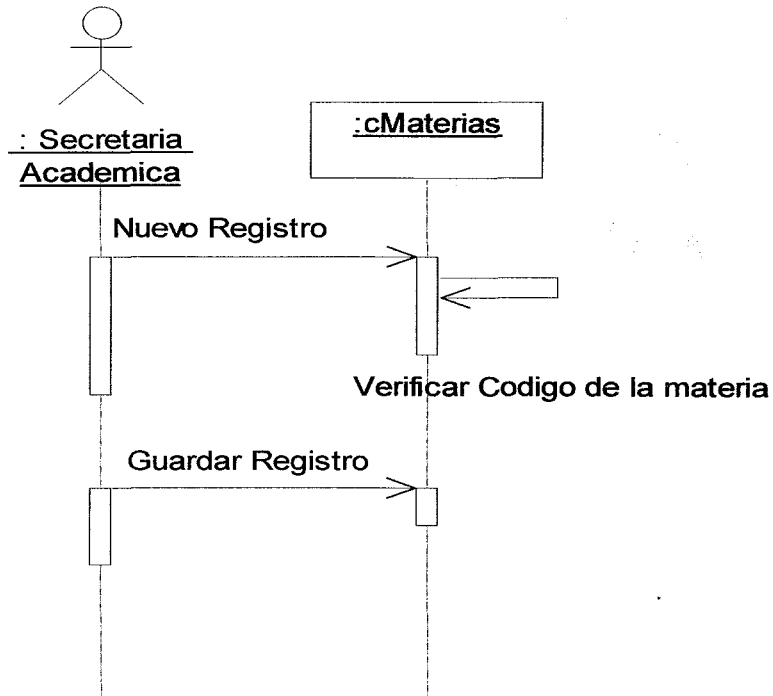 : Secretaria
Academica
:cMaterias
Nuevo Registro
Verificar Codigo de la materia
Guardar Registro